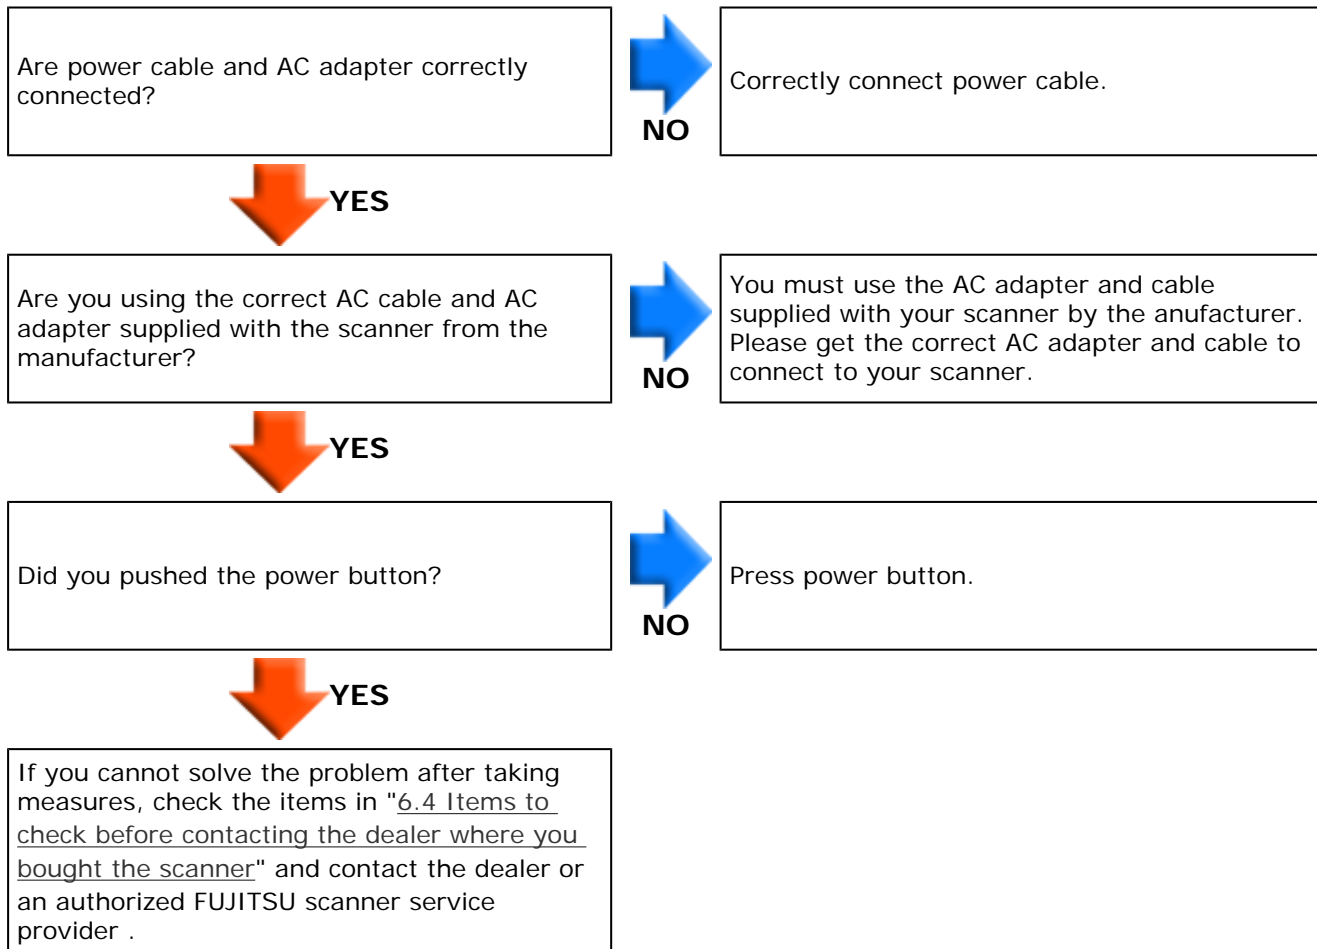 Are power cable and AC adapter correctly
connected?
NO
Correctly connect power cable.
YES
Are you using the correct AC cable and AC
adapter supplied with the scanner from the
manufacturer?
NO
You must use the AC adapter and cable
supplied with your scanner by the anufacturer.
Please get the correct AC adapter and cable to
connect to your scanner.
YES
Did you pushed the power button?
NO
Press power button.
YES
If you cannot solve the problem after taking
measures, check the items in "6.4 Items to
check before contacting the dealer where you
bought the scanner" and contact the dealer or
an authorized FUJITSU scanner service
provider .